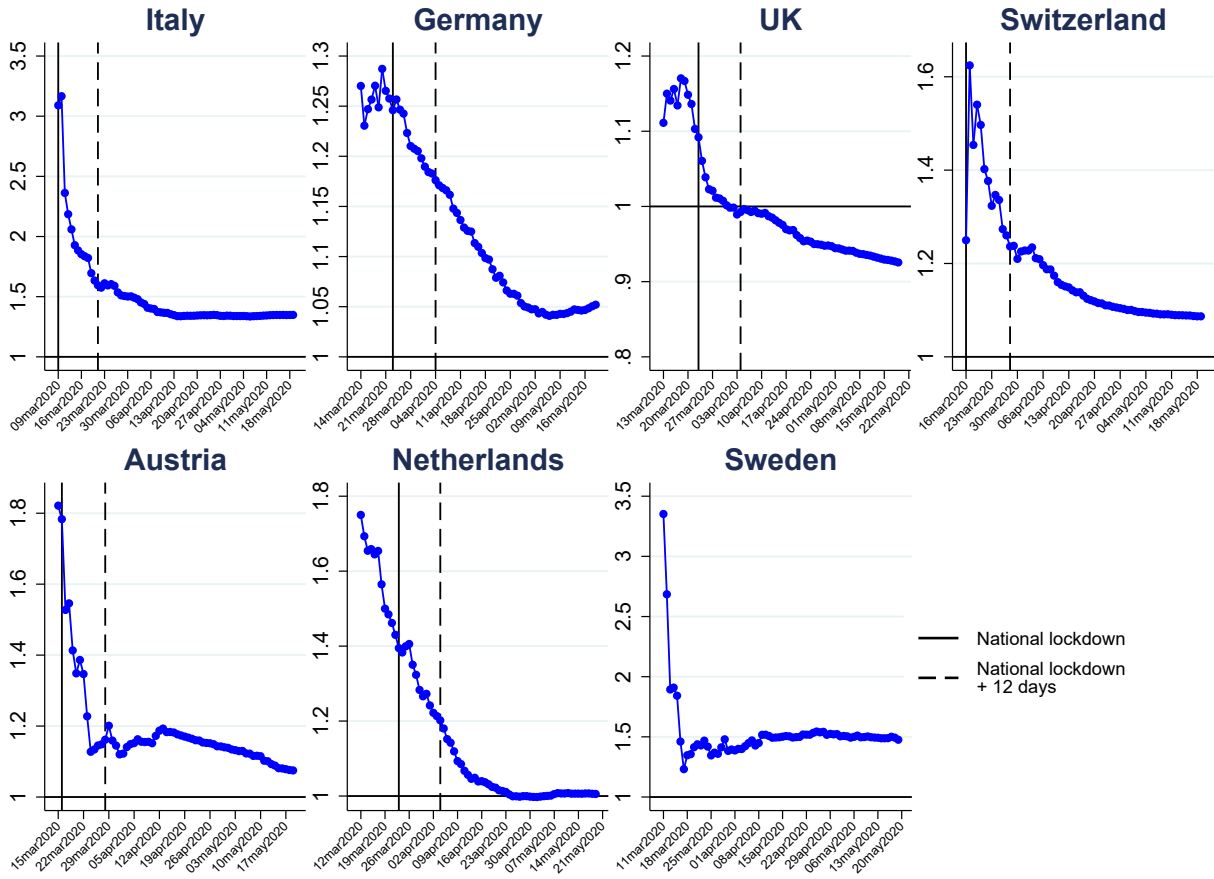 Italy
3.5
3
2.5
2
1.5
1
09mar2020
16mar2020
23mar2020
30mar2020
06apr2020
13apr2020
20apr2020
27apr2020
04may2020
11may2020
18may2020
Germany
1.3
1.25
1.2
1.15
1.1
1.05
1
14mar2020
21mar2020
28mar2020
04apr2020
11apr2020
18apr2020
25apr2020
02may2020
09may2020
16may2020
UK
1.2
1.1
1
.9
.8
13mar2020
20mar2020
27mar2020
03apr2020
10apr2020
17apr2020
24apr2020
01may2020
08may2020
15may2020
22may2020
Switzerland
1.6
1.4
1.2
1
16mar2020
23mar2020
30mar2020
06apr2020
13apr2020
20apr2020
27apr2020
04may2020
11may2020
18may2020
Austria
1.8
1.6
1.4
1.2
1
15mar2020
22mar2020
29mar2020
05apr2020
12apr2020
19apr2020
26apr2020
03may2020
10may2020
17may2020
Netherlands
1.8
1.6
1.4
1.2
1
12mar2020
19mar2020
26mar2020
02apr2020
09apr2020
16apr2020
23apr2020
30apr2020
07may2020
14may2020
21may2020
Sweden
3.5
3
2.5
2
1.5
1
11mar2020
18mar2020
25mar2020
01apr2020
08apr2020
15apr2020
22apr2020
29apr2020
06may2020
13may2020
20may2020
National lockdown
National lockdown
+ 12 days